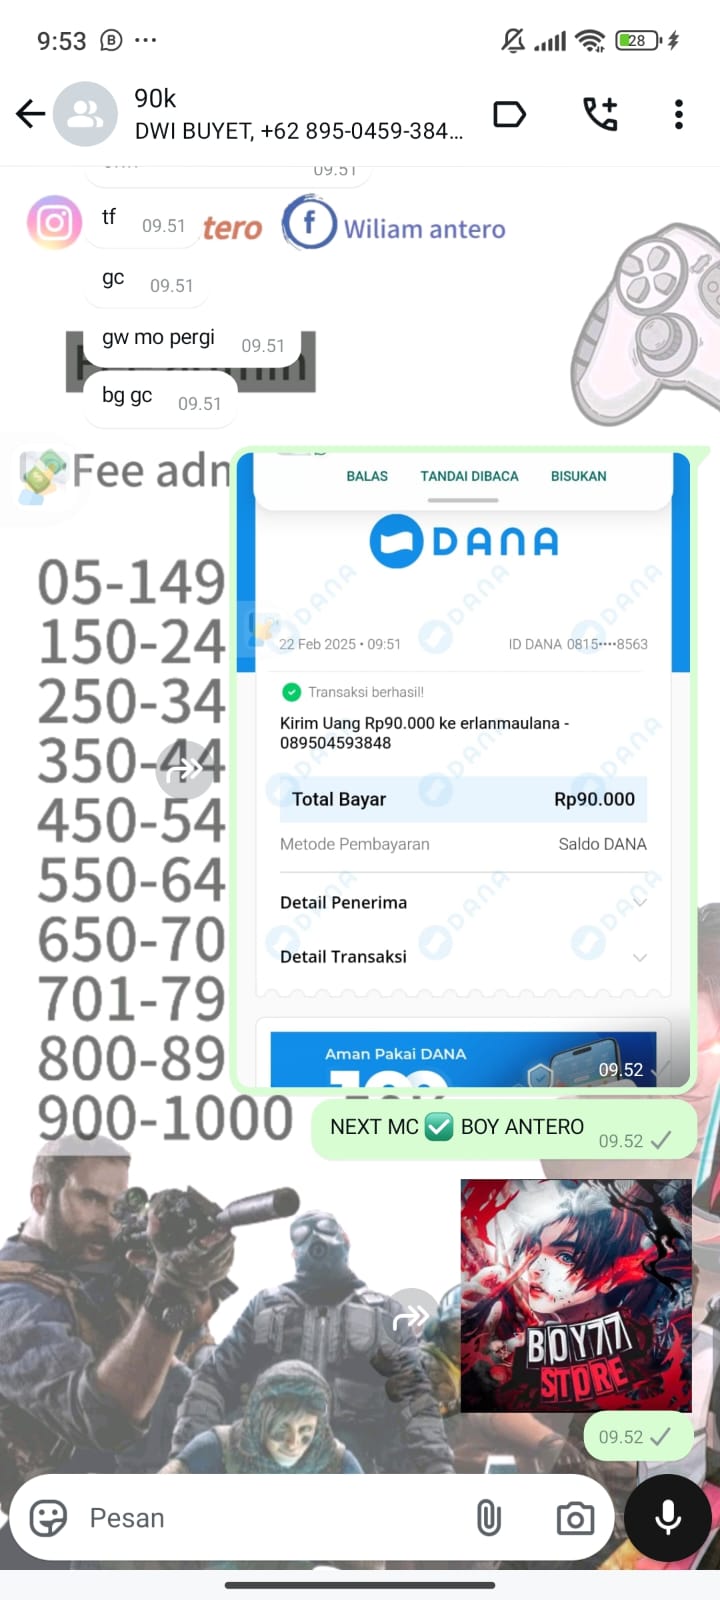 9:53
28
90k
DWI BUYET, +62 895-0459-384...
09.51
tf 09.51
tero
f Wiliam antero
gc 09.51
gw mo pergi 09.51
bg gc 09.51
Fee adn
BALAS TANDAI DIBACA BISUKAN
DANA
05-149
150-24
250-34
350-44
450-54
550-64
650-70
701-79
800-89
900-1000
22 Feb 2025 • 09:51 ID DANA 0815••••8563
Transaksi berhasil!
Kirim Uang Rp90.000 ke erlanmaulana -
089504593848
Total Bayar Rp90.000
Metode Pembayaran Saldo DANA
Detail Penerima
Detail Transaksi
Aman Pakai DANA
09.52
NEXT MC ✅ BOY ANTERO 09.52
BOY77
STORE
09.52
Pesan